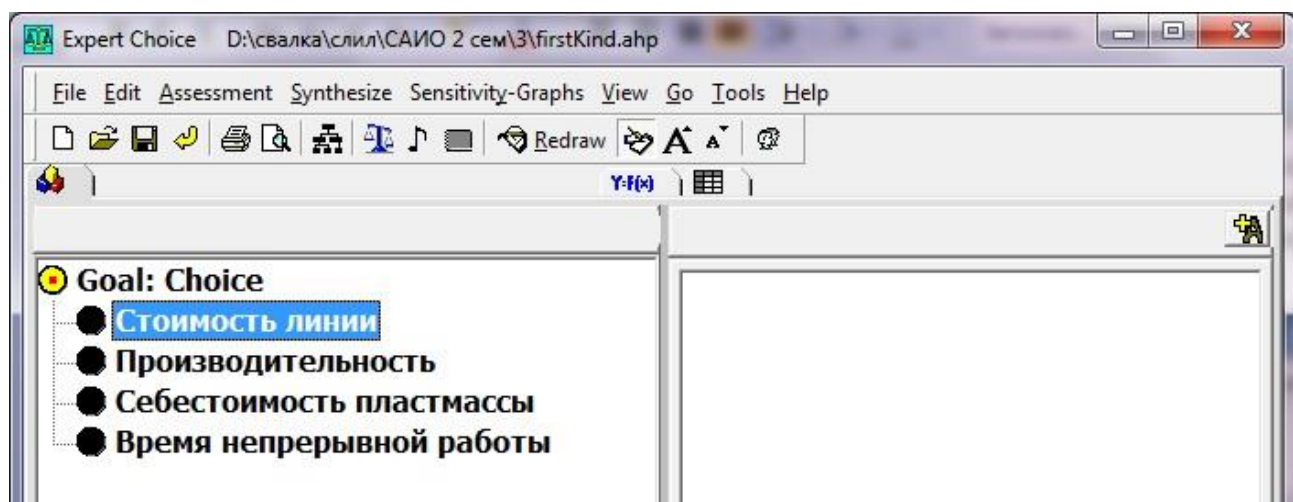 Expert Choice D:\свалка\слил\САИО 2 сем\3\firstKind.ahp
File Edit Assessment Synthesize Sensitivity-Graphs View Go Tools Help
Redraw A A
Y=F(x)
Goal: Choice
Стоимость линии
Производительность
Себестоимость пластмассы
Время непрерывной работы